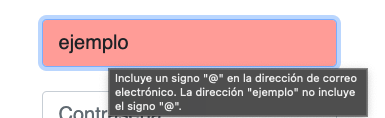 ejemplo
Incluye un signo "@" en la dirección de correo
electrónico. La dirección "ejemplo" no incluye
el signo "@".